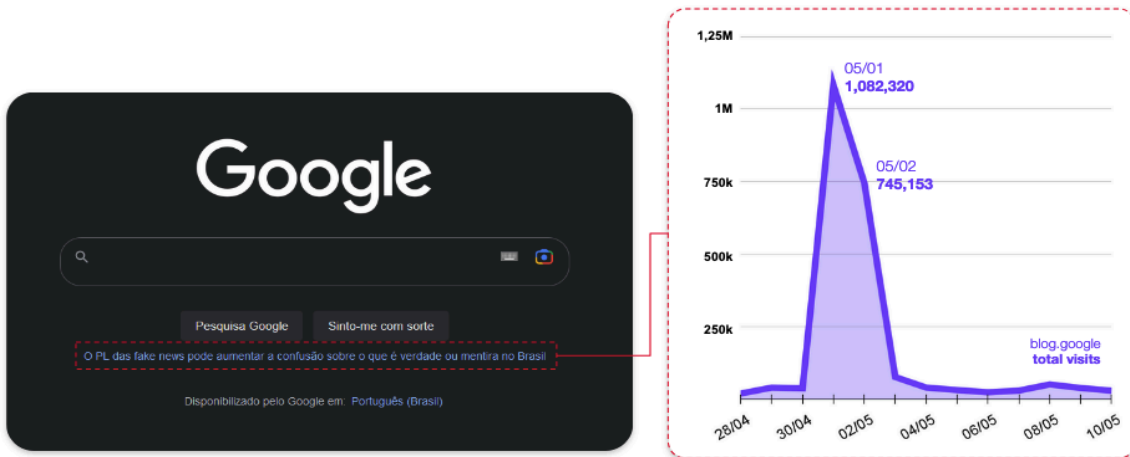 Google
Pesquisa Google
Sinto-me com sorte
O PL das fake news pode aumentar a confusão sobre o que é verdade ou mentira no Brasil
Disponibilizado pelo Google em: Português (Brasil)
1,25M
1M
750k
500k
250k
05/01
1,082,320
05/02
745,153
blog.google
total visits
28/04
30/04
02/05
04/05
06/05
08/05
10/05